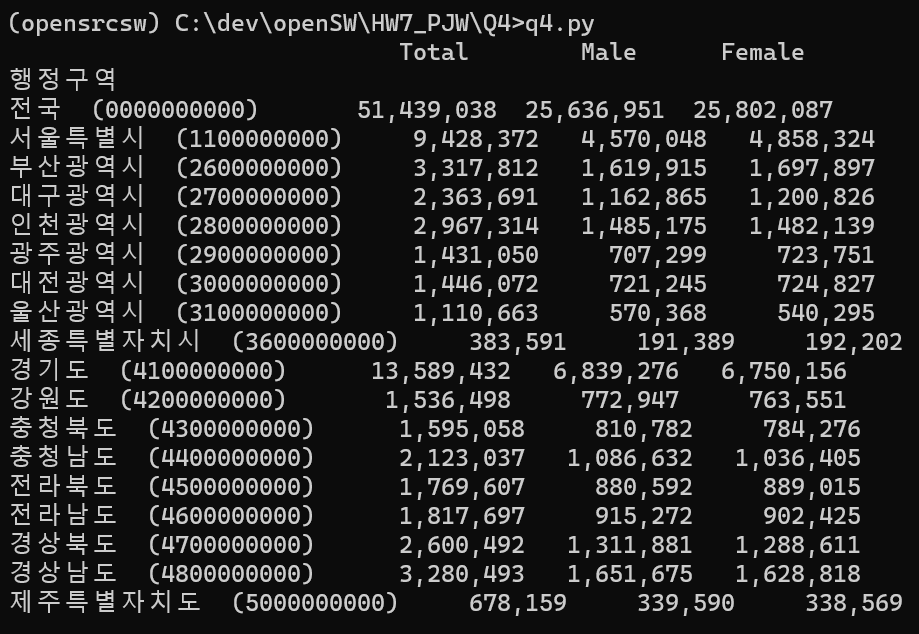 (opensrcsw) C:\dev\openSW\HW7_PJW\Q4>q4.py
Total Male Female
행정구역
전국 (0000000000) 51,439,038 25,636,951 25,802,087
서울특별시 (1100000000) 9,428,372 4,570,048 4,858,324
부산광역시 (2600000000) 3,317,812 1,619,915 1,697,897
대구광역시 (2700000000) 2,363,691 1,162,865 1,200,826
인천광역시 (2800000000) 2,967,314 1,485,175 1,482,139
광주광역시 (2900000000) 1,431,050 707,299 723,751
대전광역시 (3000000000) 1,446,072 721,245 724,827
울산광역시 (3100000000) 1,110,663 570,368 540,295
세종특별자치시 (3600000000) 383,591 191,389 192,202
경기도 (4100000000) 13,589,432 6,839,276 6,750,156
강원도 (4200000000) 1,536,498 772,947 763,551
충청북도 (4300000000) 1,595,058 810,782 784,276
충청남도 (4400000000) 2,123,037 1,086,632 1,036,405
전라북도 (4500000000) 1,769,607 880,592 889,015
전라남도 (4600000000) 1,817,697 915,272 902,425
경상북도 (4700000000) 2,600,492 1,311,881 1,288,611
경상남도 (4800000000) 3,280,493 1,651,675 1,628,818
제주특별자치도 (5000000000) 678,159 339,590 338,569